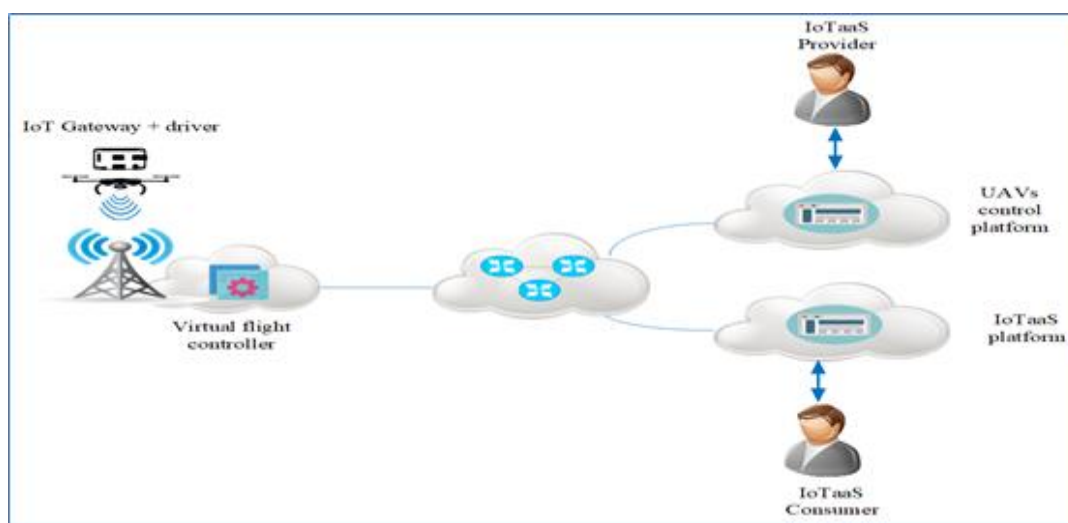 IoTaaS
Provider
IoT Gateway + driver
UAVs
control
platform
Virtual flight
controller
IoTaaS
platform
IoTaaS
Consumer